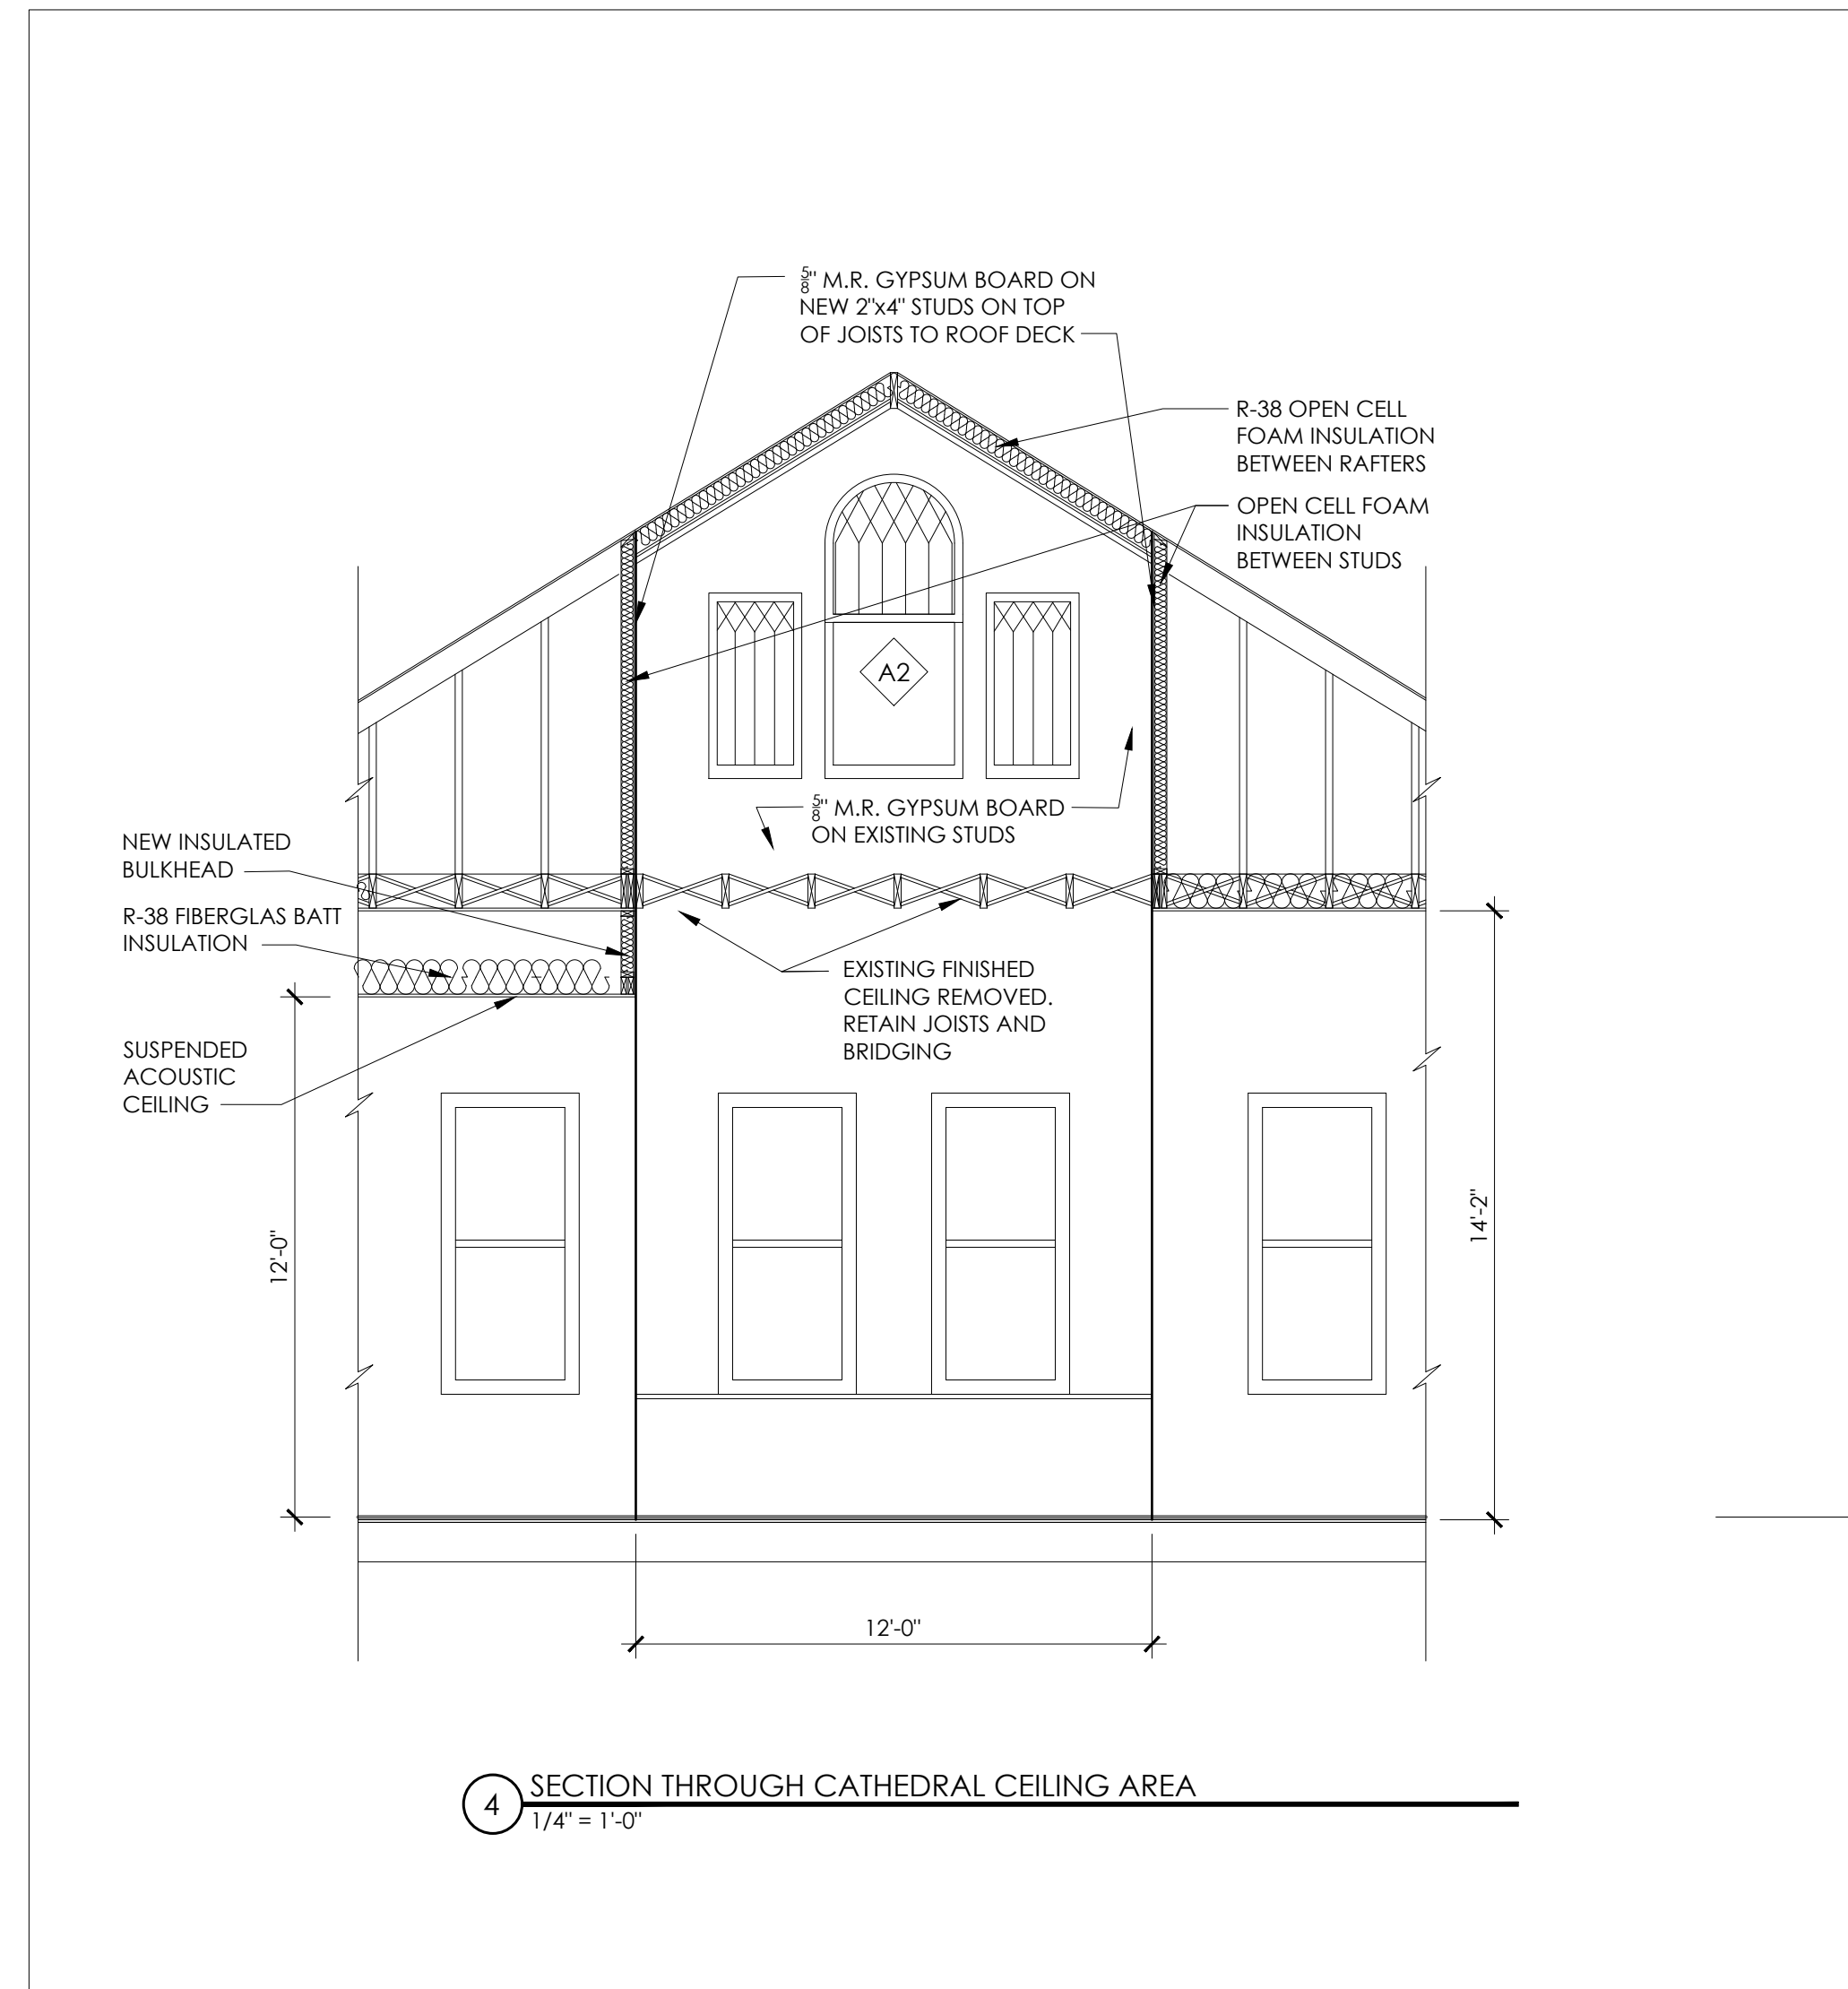 5/8" M.R. GYPSUM BOARD ON
NEW 2"x4" STUDS ON TOP
OF JOISTS TO ROOF DECK
R-38 OPEN CELL
FOAM INSULATION
BETWEEN RAFTERS
OPEN CELL FOAM
INSULATION
BETWEEN STUDS
A2
5/8" M.R. GYPSUM BOARD
ON EXISTING STUDS
NEW INSULATED
BULKHEAD
R-38 FIBERGLAS BATT
INSULATION
SUSPENDED
ACOUSTIC
CEILING
EXISTING FINISHED
CEILING REMOVED.
RETAIN JOISTS AND
BRIDGING
12'-0"
14'-2"
12'-0"
4
SECTION THROUGH CATHEDRAL CEILING AREA
1/4" = 1'-0"